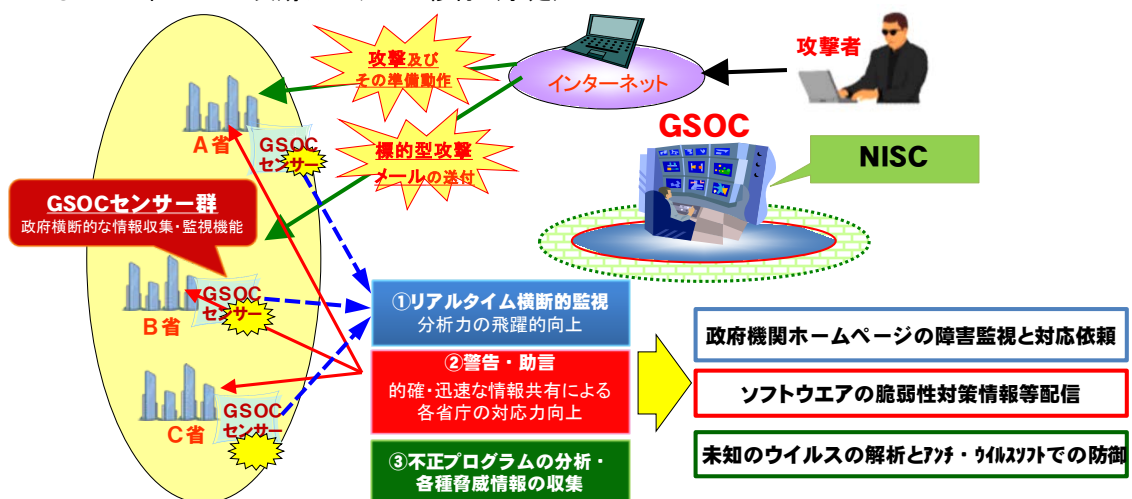 攻撃及び
その準備動作
インターネット
攻撃者
A省
GSOC
センサー
標的型攻撃
メールの送付
GSOC
NISC
GSOCセンサー群
政府横断的な情報収集・監視機能
B省
GSOC
センサー
C省
GSOC
センサー
①リアルタイム横断的監視
分析力の飛躍的向上
②警告・助言
的確・迅速な情報共有による
各省庁の対応力向上
③不正プログラムの分析・
各種脅威情報の収集
政府機関ホームページの障害監視と対応依頼
ソフトウエアの脆弱性対策情報等配信
未知のウイルスの解析とｱﾝﾁ・ｳｲﾙｽｿﾌﾄでの防御